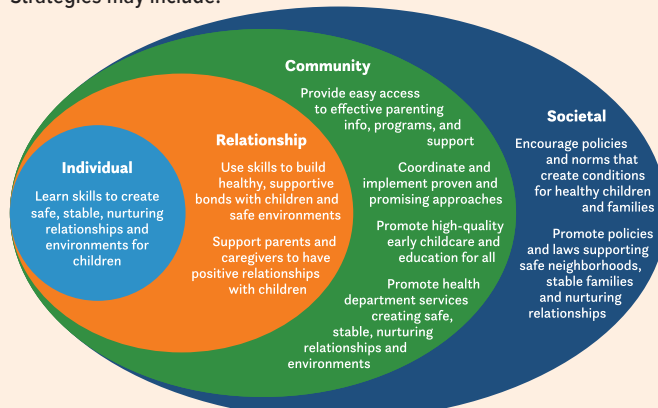 Strategies may include:
Individual
Learn skills to create
safe, stable, nurturing
relationships and
environments for
children
Relationship
Use skills to build
healthy, supportive
bonds with children and
safe environments
Support parents and
caregivers to have
positive relationships
with children
Community
Provide easy access
to effective parenting
info, programs, and
support
Coordinate and
implement proven and
promising approaches
Promote high-quality
early childcare and
education for all
Promote health
department services
creating safe,
stable, nurturing
relationships and
environments
Societal
Encourage policies
and norms that
create conditions
for healthy children
and families
Promote policies
and laws supporting
safe neighborhoods,
stable families
and nurturing
relationships